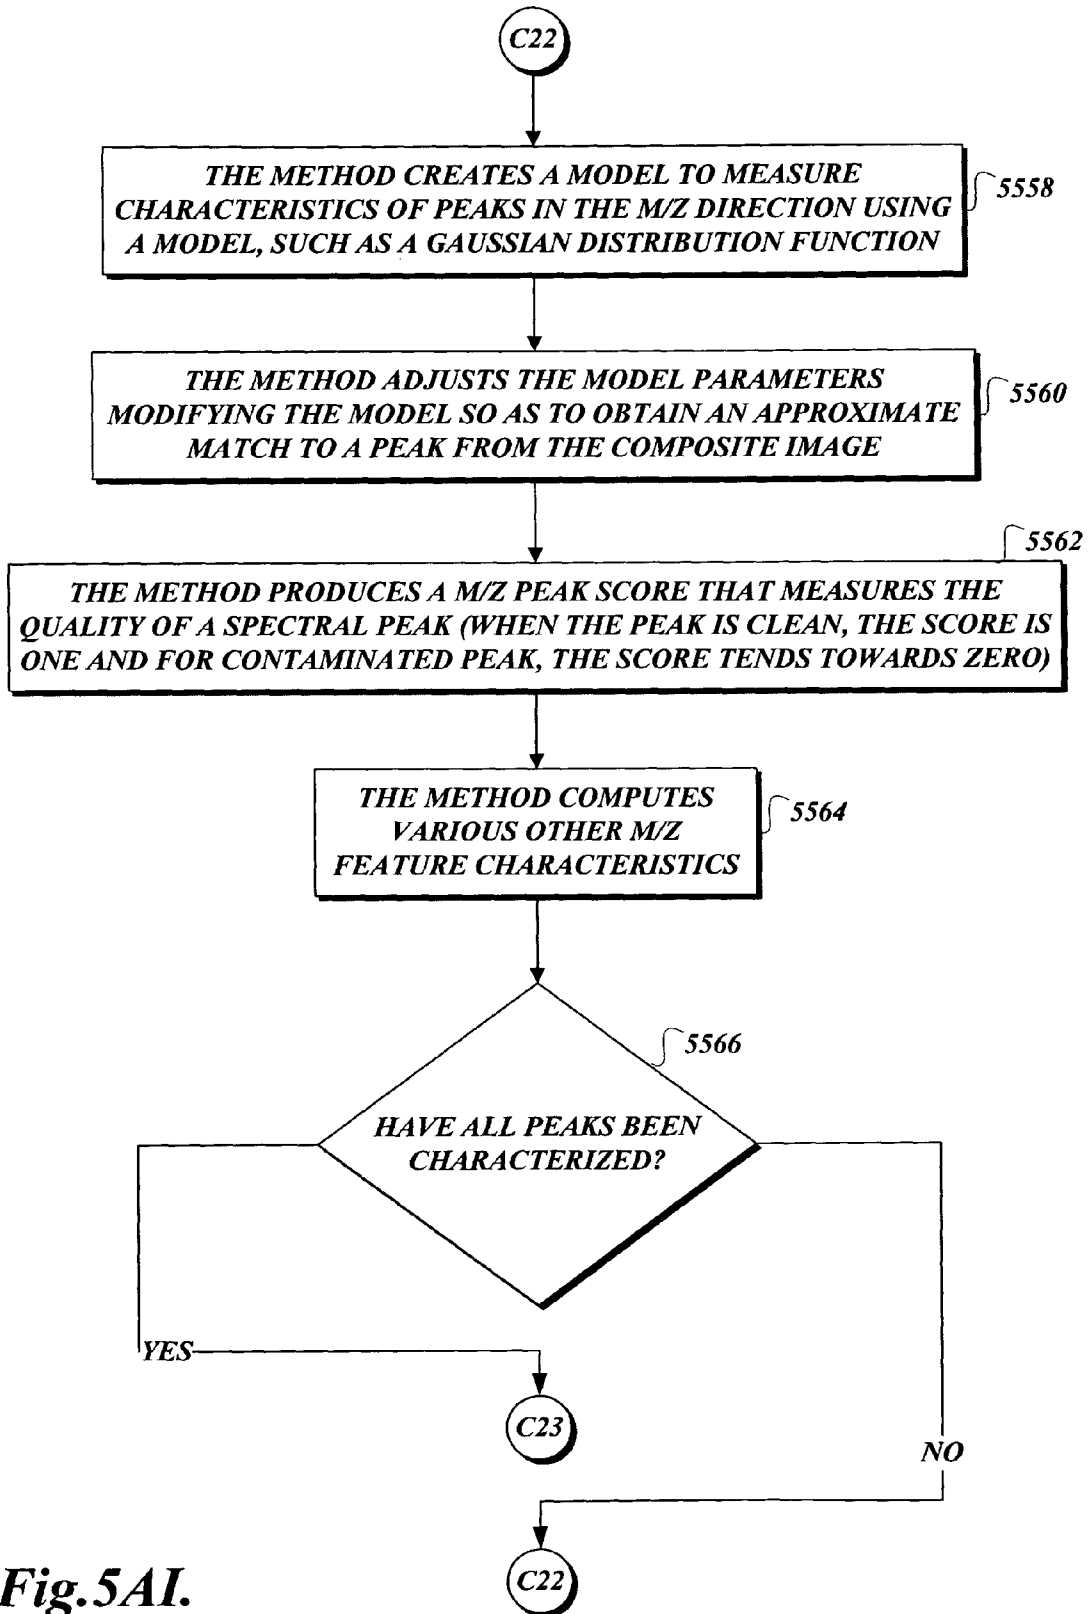 C22
THE METHOD CREATES A MODEL TO MEASURE
CHARACTERISTICS OF PEAKS IN THE M/Z DIRECTION USING
A MODEL, SUCH AS A GAUSSIAN DISTRIBUTION FUNCTION
5558
THE METHOD ADJUSTS THE MODEL PARAMETERS
MODIFYING THE MODEL SO AS TO OBTAIN AN APPROXIMATE
MATCH TO A PEAK FROM THE COMPOSITE IMAGE
5560
5562
THE METHOD PRODUCES A M/Z PEAK SCORE THAT MEASURES THE
QUALITY OF A SPECTRAL PEAK (WHEN THE PEAK IS CLEAN, THE SCORE IS
ONE AND FOR CONTAMINATED PEAK, THE SCORE TENDS TOWARDS ZERO)
THE METHOD COMPUTES
VARIOUS OTHER M/Z
FEATURE CHARACTERISTICS
5564
5566
HAVE ALL PEAKS BEEN
CHARACTERIZED?
YES
C23
NO
C22
Fig.5AI.